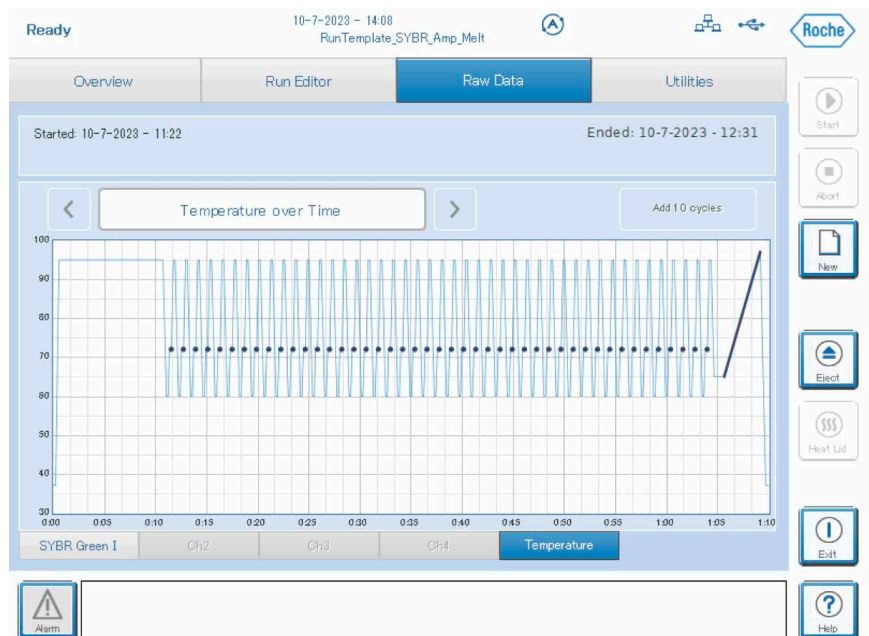 Ready
10-7-2023 - 14:08
RunTemplate_SYBR_Amp_Melt
Roche
Overview
Run Editor
Raw Data
Utilities
Started: 10-7-2023 - 11:22
Ended: 10-7-2023 - 12:31
Start
Abort
New
Eject
Heat Lid
Exit
Help
Temperature over Time
Add 10 cycles
100
90
80
70
60
50
40
30
0:00 0:05 0:10 0:15 0:20 0:25 0:30 0:35 0:40 0:45 0:50 0:55 1:00 1:05 1:10
SYBR Green I
Ch2
Ch3
Ch4
Temperature
Alarm